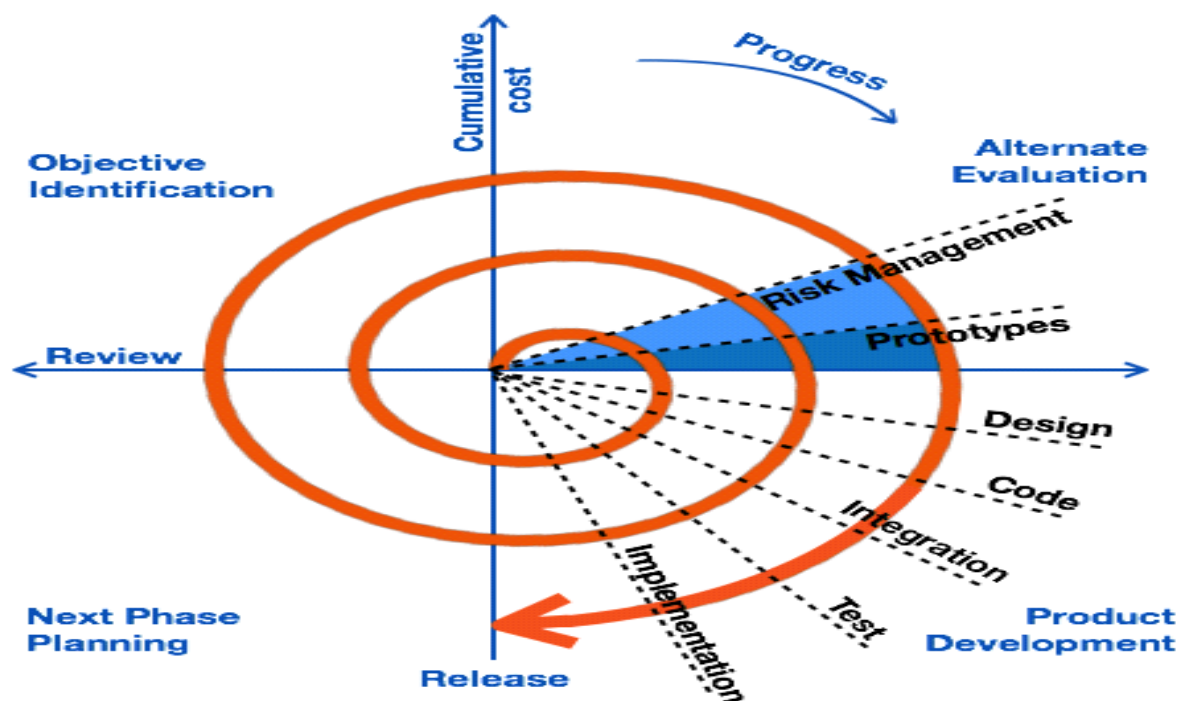 Cumulative
cost
Progress
Objective
Identification
Alternate
Evaluation
Risk Management
Prototypes
Review
Design
Code
Integration
Test
Implementation
Next Phase
Planning
Product
Development
Release